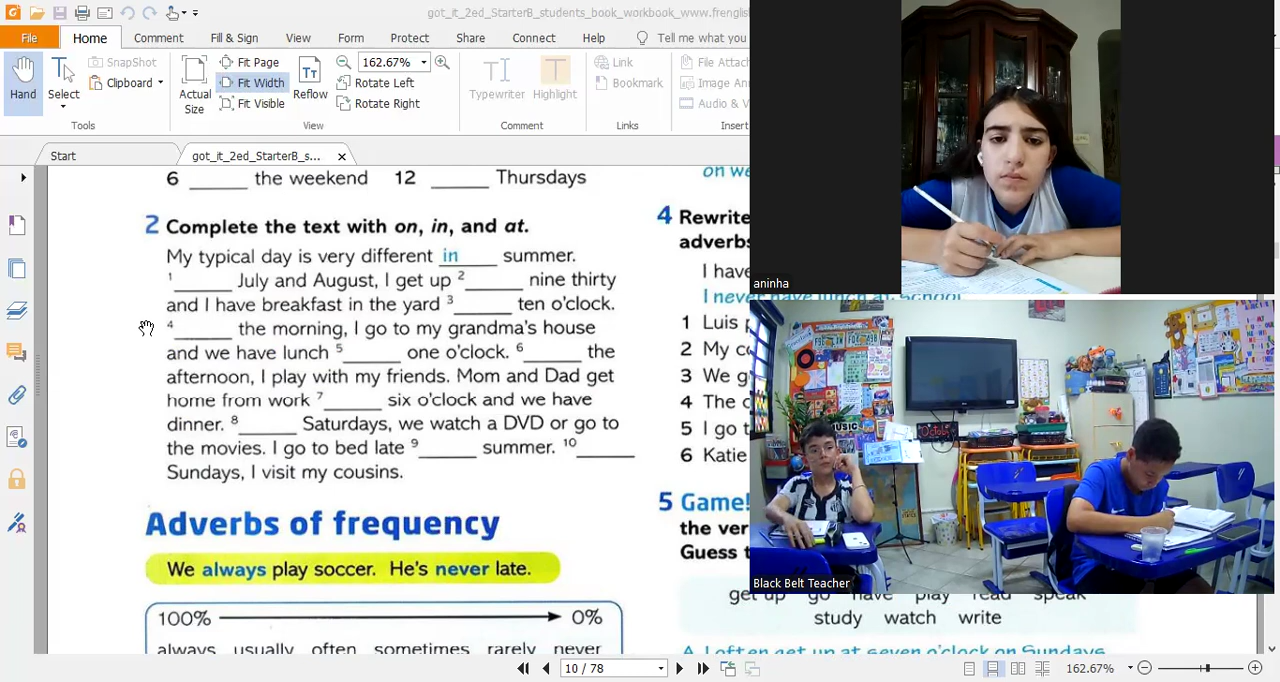 got_it_2ed_StarterB_students_book_workbook_www.frenglish
File Home Comment Fill & Sign View Form Protect Share Connect Help Tell me what you
Hand
Select
SnapShot
Clipboard
Actual Size
Fit Page
Fit Width
Fit Visible
Reflow
162.67%
Rotate Left
Rotate Right
Typewriter
Highlight
Link
Bookmark
File Attach
Image An
Audio & V
Tools View Comment Links Insert
Start got_it_2ed_StarterB_s...
6 ______ the weekend 12 ______ Thursdays
2 Complete the text with on, in, and at.
My typical day is very different in summer.
1 ______ July and August, I get up 2 ______ nine thirty
and I have breakfast in the yard 3 ______ ten o'clock.
4 ______ the morning, I go to my grandma's house
and we have lunch 5 ______ one o'clock. 6 ______ the
afternoon, I play with my friends. Mom and Dad get
home from work 7 ______ six o'clock and we have
dinner. 8 ______ Saturdays, we watch a DVD or go to
the movies. I go to bed late 9 ______ summer. 10 ______
Sundays, I visit my cousins.
Adverbs of frequency
We always play soccer. He's never late.
100% 0%
always usually often sometimes rarely never
on we
4 Rewrite
adverbs
I have
I never have lunch at school
1 Luis p
2 My co
3 We g
4 The c
5 I go t
6 Katie
5 Game!
the ver
Guess t
get up go have play read speak
study watch write
A I often get up at seven o'clock on Sundays
aninha
MUSIC
October
Black Belt Teacher
10 / 78
162.67%